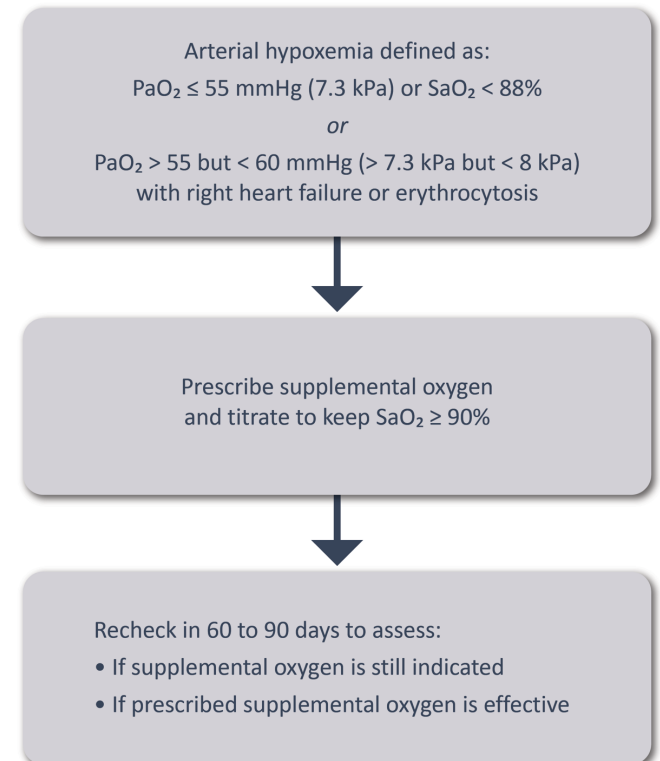 Arterial hypoxemia defined as:
PaO₂ ≤ 55 mmHg (7.3 kPa) or SaO₂ < 88%
or
PaO₂ > 55 but < 60 mmHg (> 7.3 kPa but < 8 kPa)
with right heart failure or erythrocytosis
Prescribe supplemental oxygen
and titrate to keep SaO₂ ≥ 90%
Recheck in 60 to 90 days to assess:
• If supplemental oxygen is still indicated
• If prescribed supplemental oxygen is effective